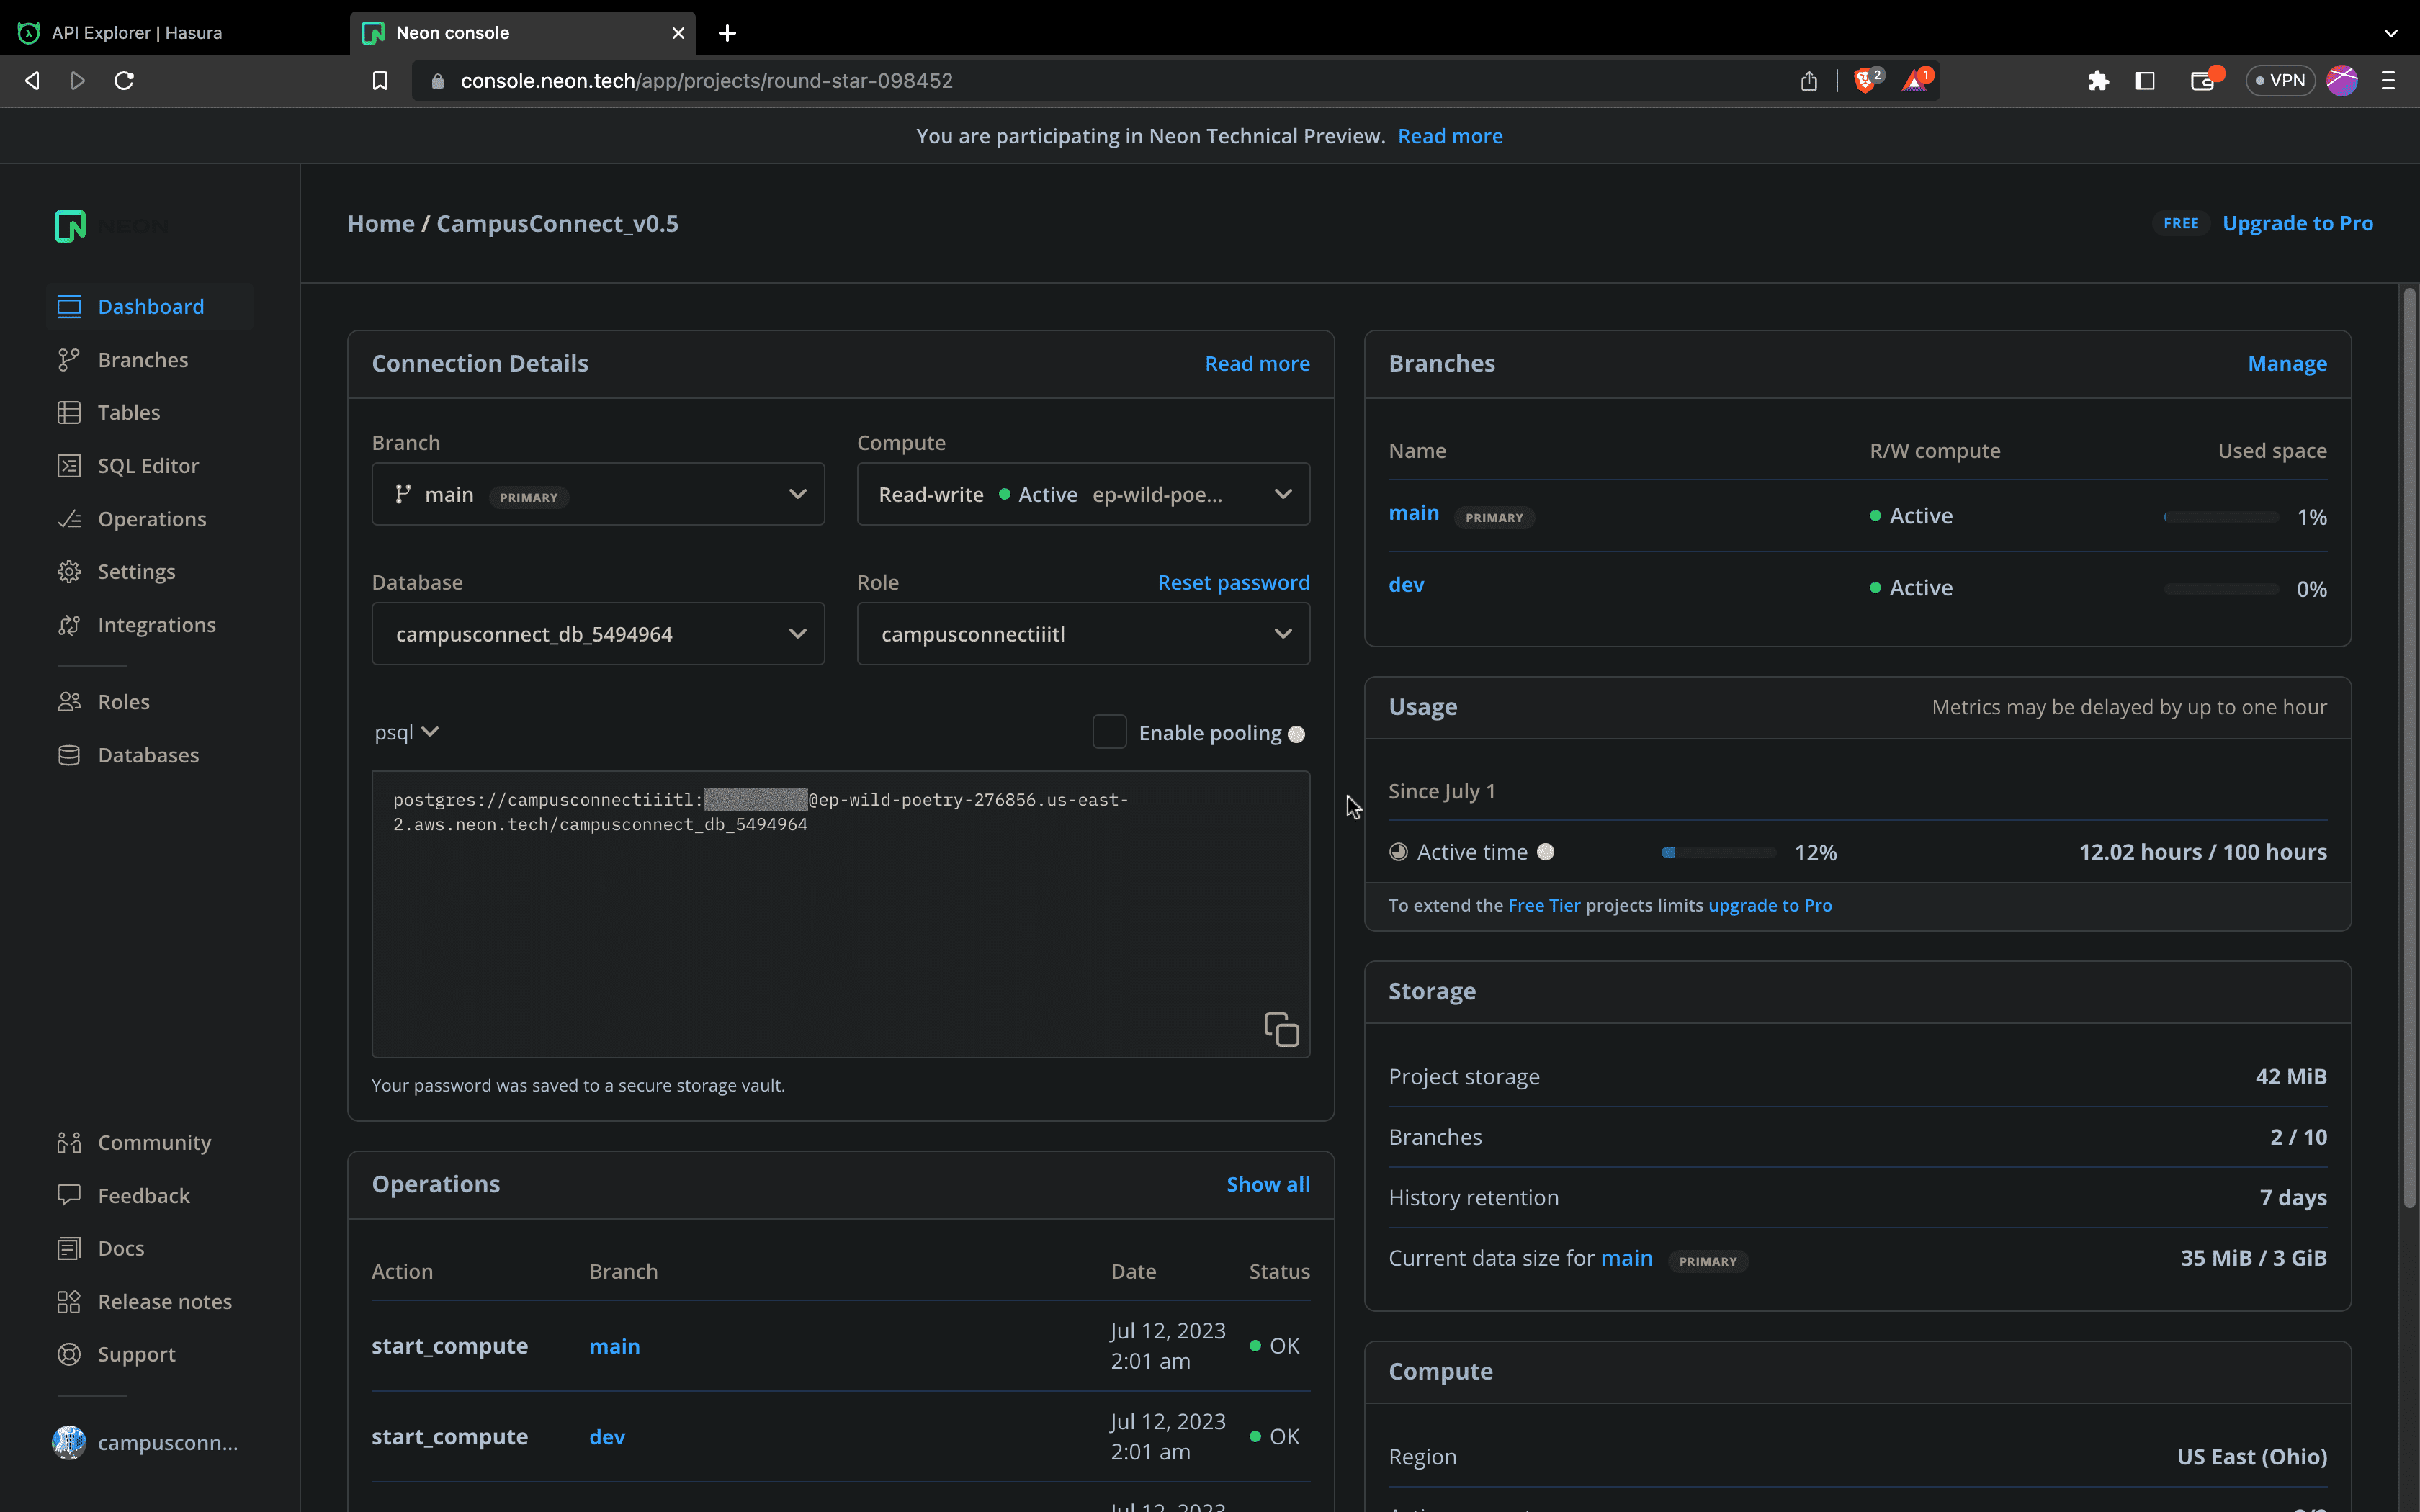 API Explorer | Hasura
Neon console
console.neon.tech/app/projects/round-star-098452
2
1
VPN
You are participating in Neon Technical Preview. Read more
NEON
Home / CampusConnect_v0.5
FREE
Upgrade to Pro
Dashboard
Branches
Tables
SQL Editor
Operations
Settings
Integrations
Roles
Databases
Community
Feedback
Docs
Release notes
Support
campusconn...
Connection Details
Read more
Branch
Compute
main PRIMARY
Read-write Active ep-wild-poe...
Database
Role
Reset password
campusconnect_db_5494964
campusconnectiiitl
psql
Enable pooling
postgres://campusconnectiiitl:
@ep-wild-poetry-276856.us-east-
2.aws.neon.tech/campusconnect_db_5494964
Your password was saved to a secure storage vault.
Operations
Show all
Action Branch Date Status
start_compute main Jul 12, 2023 OK
2:01 am
start_compute dev Jul 12, 2023 OK
2:01 am
Jul 12, 2023
Branches
Manage
Name R/W compute Used space
main PRIMARY Active 1%
dev Active 0%
Usage
Metrics may be delayed by up to one hour
Since July 1
Active time 12% 12.02 hours / 100 hours
To extend the Free Tier projects limits upgrade to Pro
Storage
Project storage 42 MiB
Branches 2 / 10
History retention 7 days
Current data size for main PRIMARY 35 MiB / 3 GiB
Compute
Region US East (Ohio)